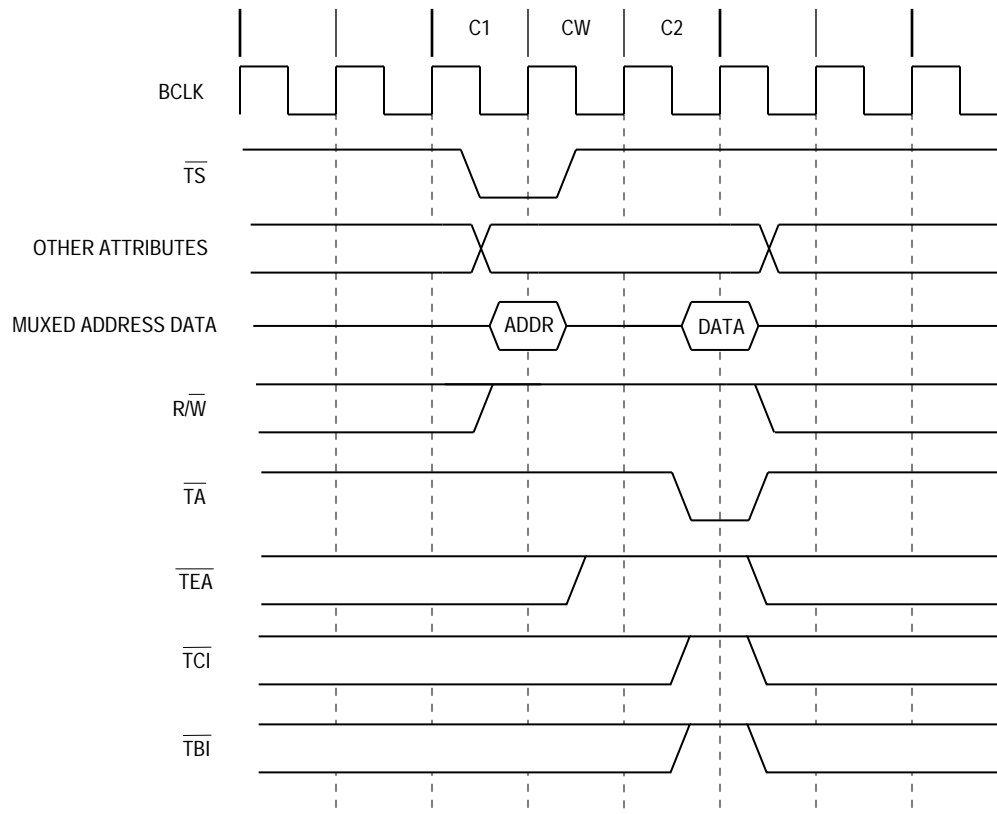 C1 CW C2
BCLK
TS
OTHER ATTRIBUTES
MUXED ADDRESS DATA ADDR DATA
R/W
TA
TEA
TCI
TBI